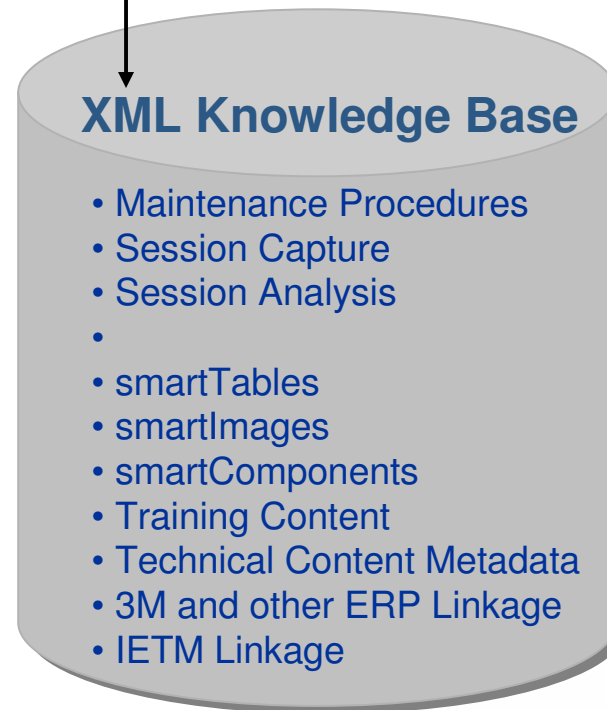 XML Knowledge Base
• Maintenance Procedures
• Session Capture
• Session Analysis
•
• smartTables
• smartImages
• smartComponents
• Training Content
• Technical Content Metadata
• 3M and other ERP Linkage
• IETM Linkage